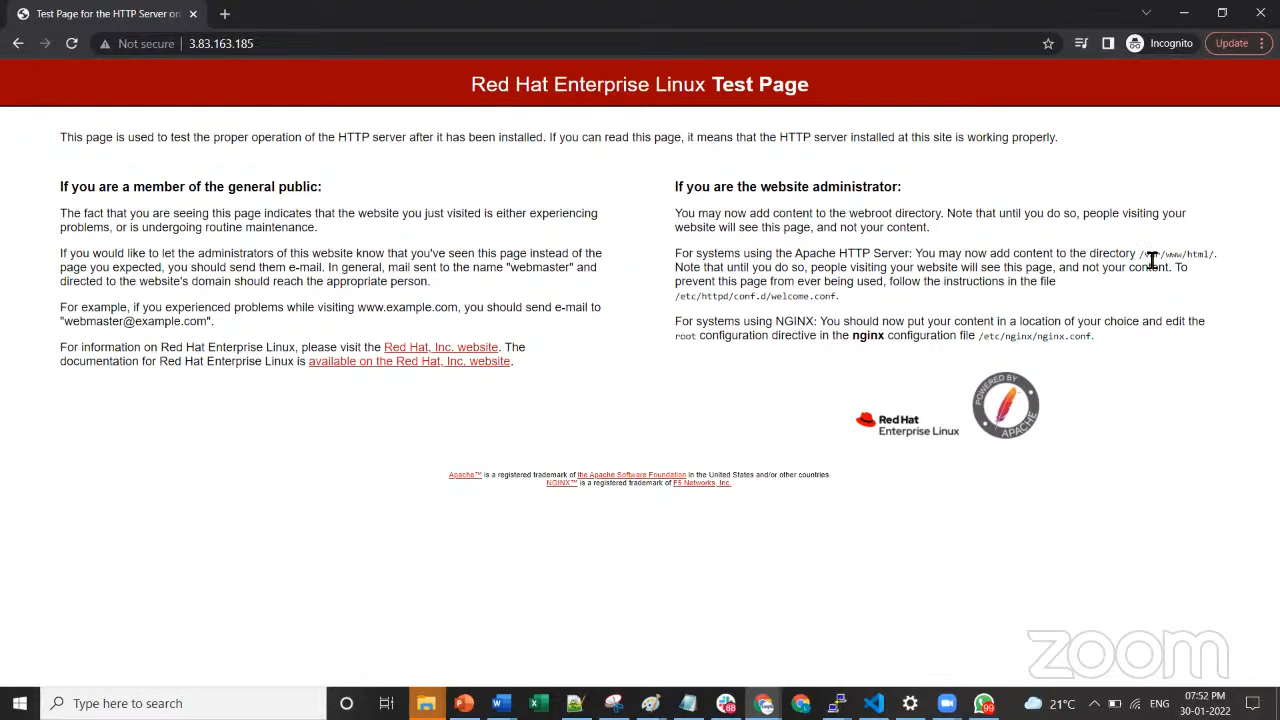 Test Page for the HTTP Server on
Not secure
3.83.163.185
Incognito
Update
Red Hat Enterprise Linux Test Page
This page is used to test the proper operation of the HTTP server after it has been installed. If you can read this page, it means that the HTTP server installed at this site is working properly.
If you are a member of the general public:
The fact that you are seeing this page indicates that the website you just visited is either experiencing
problems, or is undergoing routine maintenance.
If you would like to let the administrators of this website know that you've seen this page instead of the
page you expected, you should send them e-mail. In general, mail sent to the name "webmaster" and
directed to the website's domain should reach the appropriate person.
For example, if you experienced problems while visiting www.example.com, you should send e-mail to
"webmaster@example.com".
For information on Red Hat Enterprise Linux, please visit the Red Hat, Inc. website. The
documentation for Red Hat Enterprise Linux is available on the Red Hat, Inc. website.
If you are the website administrator:
You may now add content to the webroot directory. Note that until you do so, people visiting your
website will see this page, and not your content.
For systems using the Apache HTTP Server: You may now add content to the directory /var/www/html/.
Note that until you do so, people visiting your website will see this page, and not your content. To
prevent this page from ever being used, follow the instructions in the file
/etc/httpd/conf.d/welcome.conf.
For systems using NGINX: You should now put your content in a location of your choice and edit the
root configuration directive in the nginx configuration file /etc/nginx/nginx.conf.
Red Hat
Enterprise Linux
POWERED BY
APACHE
Apache™ is a registered trademark of the Apache Software Foundation in the United States and/or other countries.
NGINX™ is a registered trademark of F5 Networks, Inc.
zoom
Type here to search
88
99
21°C
ENG
07:52 PM
30-01-2022